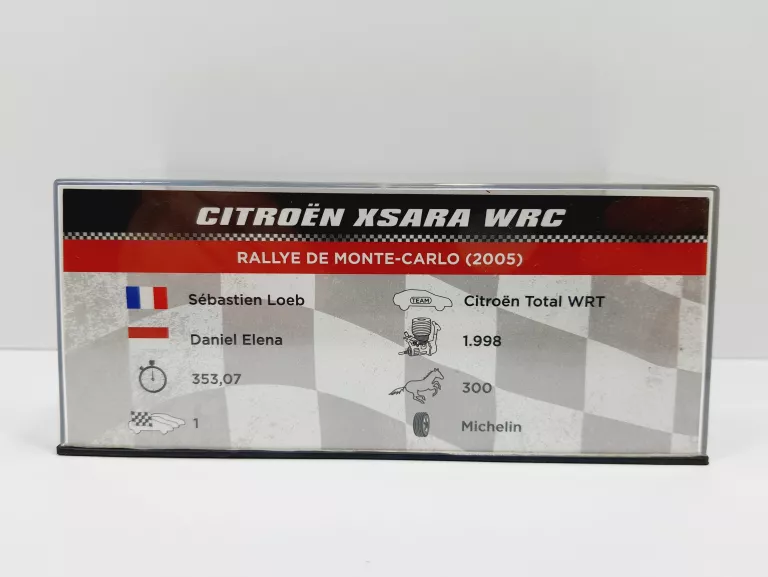 CITROËN XSARA WRC
RALLYE DE MONTE-CARLO (2005)
Sébastien Loeb
Daniel Elena
353,07
1
TEAM
Citroën Total WRT
1.998
300
Michelin